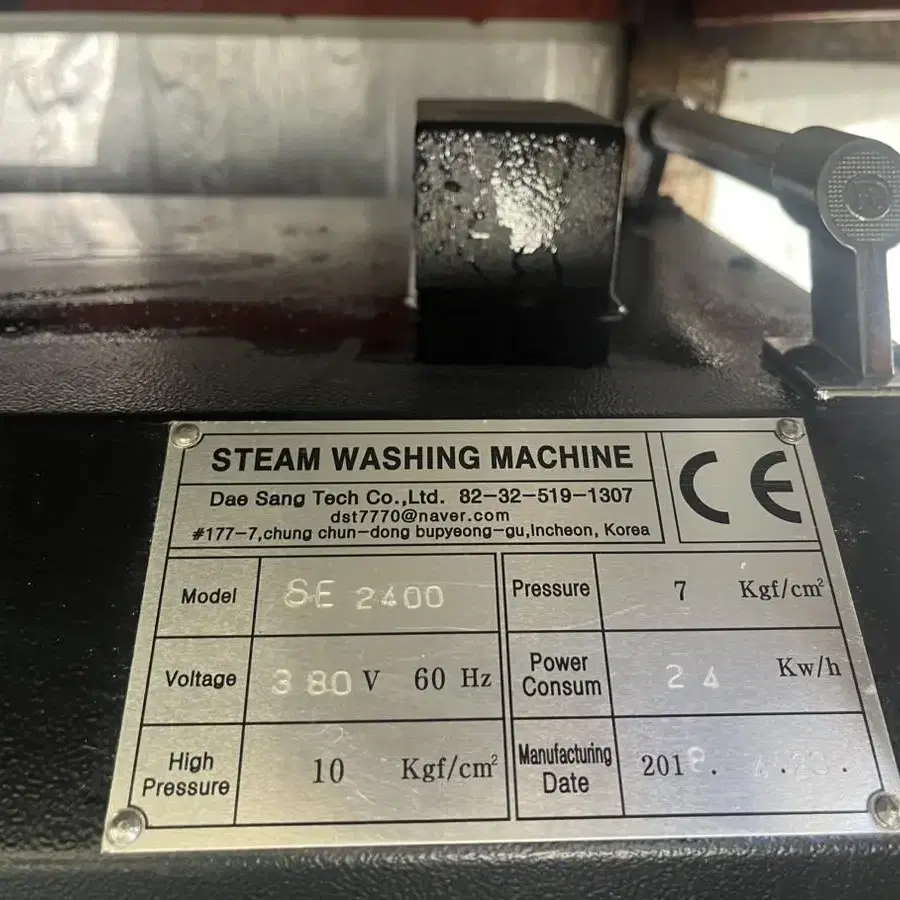 STEAM WASHING MACHINE
CE
Dae Sang Tech Co.,Ltd. 82-32-519-1307
dst7770@naver.com
#177-7,chung chun-dong bupyeong-gu,Incheon, Korea
Model SE 2400
Pressure 7 Kgf/cm²
Voltage 380 V 60 Hz
Power Consum 24 Kw/h
High Pressure 10 Kgf/cm²
Manufacturing Date 2018.